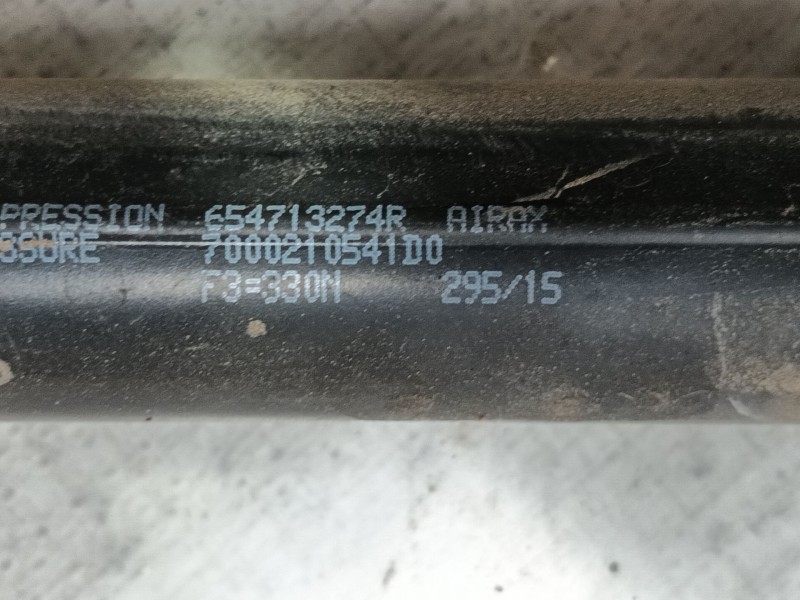 PRESSION 654713274R AIRAX
SSURE 7000210541D0
F3=330N 295/15